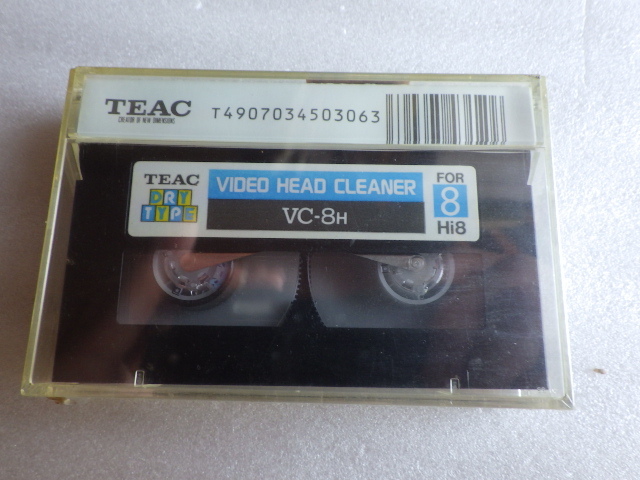 TEAC
CREATOR OF NEW DIMENSIONS
T4907034503063
TEAC
DRY
TYPE
VIDEO HEAD CLEANER
VC-8H
FOR
8
Hi8